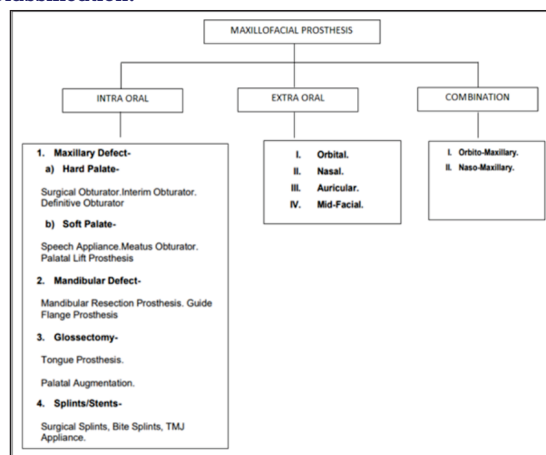 MAXILLOFACIAL PROSTHESIS
INTRA ORAL
EXTRA ORAL
COMBINATION
1. Maxillary Defect-
a) Hard Palate-
Surgical Obturator.Interim Obturator.
Definitive Obturator
b) Soft Palate-
Speech Appliance.Meatus Obturator.
Palatal Lift Prosthesis
2. Mandibular Defect-
Mandibular Resection Prosthesis. Guide
Flange Prosthesis
3. Glossectomy-
Tongue Prosthesis.
Palatal Augmentation.
4. Splints/Stents-
Surgical Splints, Bite Splints, TMJ
Appliance.
I. Orbital.
II. Nasal.
III. Auricular.
IV. Mid-Facial.
I. Orbito-Maxillary.
II. Naso-Maxillary.